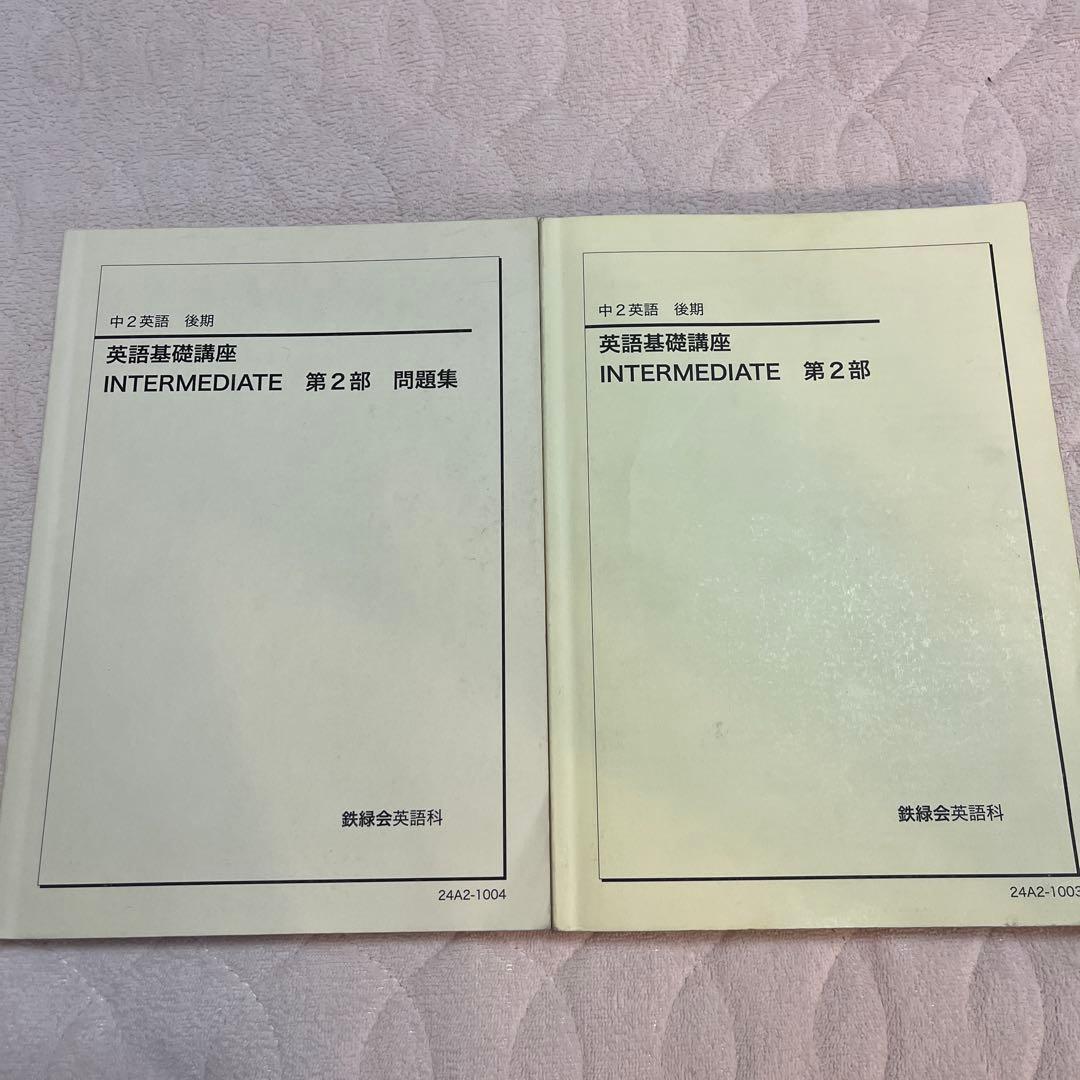 中2英語 後期
英語基礎講座
INTERMEDIATE 第2部 問題集
鉄緑会英語科
24A2-1004
中2英語 後期
英語基礎講座
INTERMEDIATE 第2部
鉄緑会英語科
24A2-1003